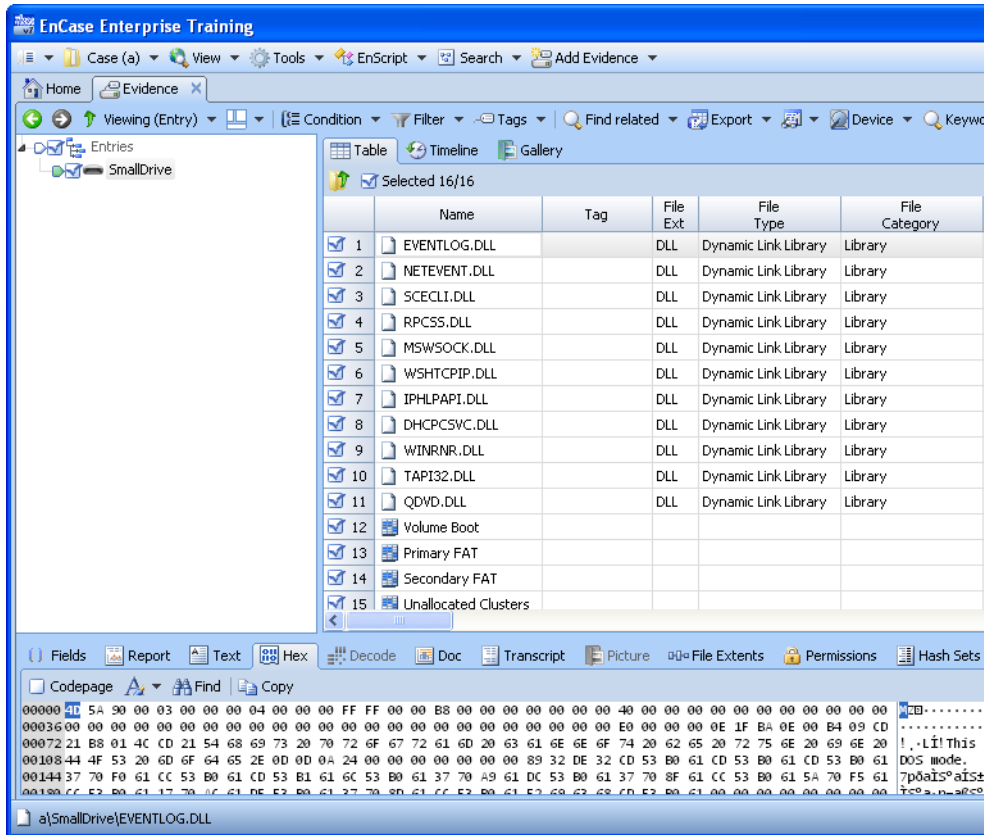 EnCase Enterprise Training
Case (a) View Tools EnScript Search Add Evidence
Home Evidence
Viewing (Entry) Condition Filter Tags Find related Export Device Keywo
Entries
SmallDrive
Table Timeline Gallery
Selected 16/16
Name Tag File Ext File Type File Category
1 EVENTLOG.DLL DLL Dynamic Link Library Library
2 NETEVENT.DLL DLL Dynamic Link Library Library
3 SCECLI.DLL DLL Dynamic Link Library Library
4 RPCSS.DLL DLL Dynamic Link Library Library
5 MSWSOCK.DLL DLL Dynamic Link Library Library
6 WSHTCPIP.DLL DLL Dynamic Link Library Library
7 IPHLPAPI.DLL DLL Dynamic Link Library Library
8 DHCPCSVC.DLL DLL Dynamic Link Library Library
9 WINRNR.DLL DLL Dynamic Link Library Library
10 TAPI32.DLL DLL Dynamic Link Library Library
11 QDVD.DLL DLL Dynamic Link Library Library
12 Volume Boot
13 Primary FAT
14 Secondary FAT
15 Unallocated Clusters
Fields Report Text Hex Decode Doc Transcript Picture File Extents Permissions Hash Sets
Codepage Find Copy
00000 4D 5A 90 00 03 00 00 00 04 00 00 00 FF FF 00 00 B8 00 00 00 00 00 00 00 40 00 00 00 00 00 00 00 00 00 00 00 MZ
00036 00 00 00 00 00 00 00 00 00 00 00 00 00 00 00 00 00 00 00 00 00 00 00 00 E0 00 00 00 0E 1F BA 0E 00 B4 09 CD
00072 21 B8 01 4C CD 21 54 68 69 73 20 70 72 6F 67 72 61 6D 20 63 61 6E 6E 6F 74 20 62 65 20 72 75 6E 20 69 6E 20 !¸·LÍ!This
00108 44 4F 53 20 6D 6F 64 65 2E 0D 0D 0A 24 00 00 00 00 00 00 00 89 32 DE 32 CD 53 B0 61 CD 53 B0 61 CD 53 B0 61 DOS mode.
00144 37 70 F0 61 CC 53 B0 61 CD 53 B1 61 6C 53 B0 61 37 70 A9 61 DC 53 B0 61 37 70 8F 61 CC 53 B0 61 5A 70 F5 61 7pðaÌS°aÍS±
a\SmallDrive\EVENTLOG.DLL